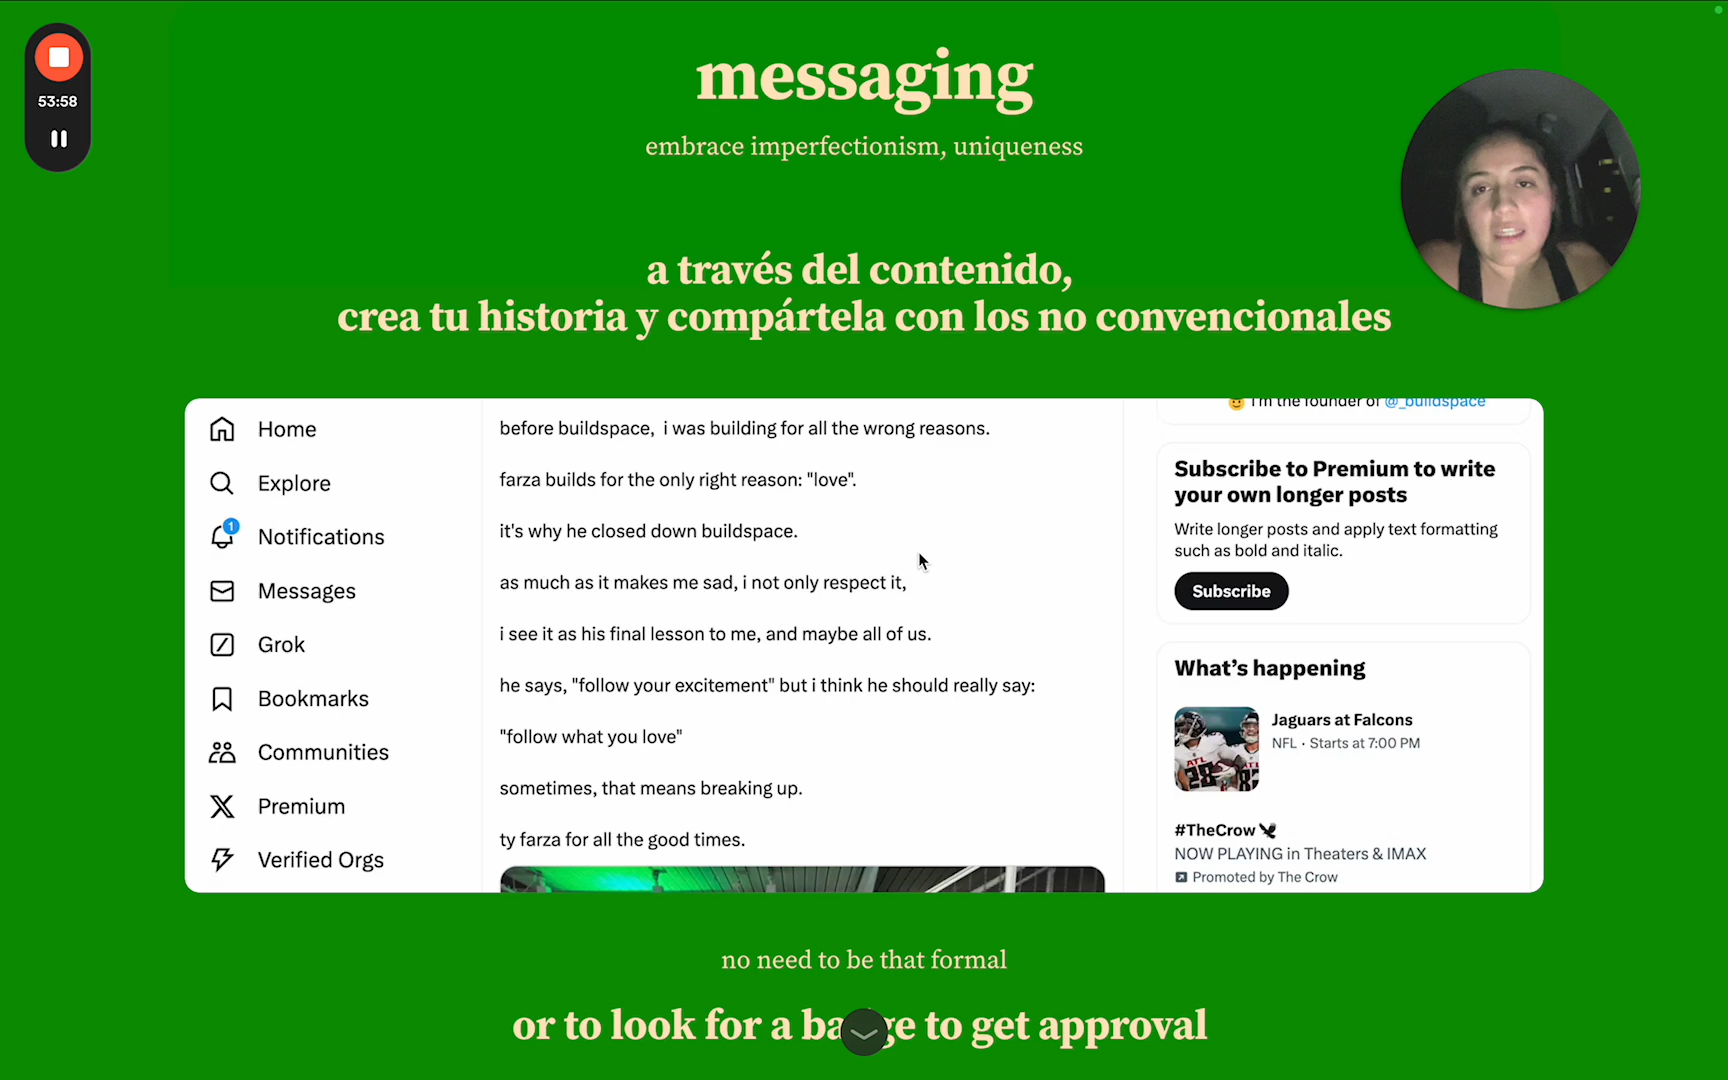 53:58
messaging
embrace imperfectionism, uniqueness
a través del contenido,
crea tu historia y compártela con los no convencionales
Home
Explore
1
Notifications
Messages
Grok
Bookmarks
Communities
Premium
Verified Orgs
before buildspace,  i was building for all the wrong reasons.
farza builds for the only right reason: "love".
it's why he closed down buildspace.
as much as it makes me sad, i not only respect it,
i see it as his final lesson to me, and maybe all of us.
he says, "follow your excitement" but i think he should really say:
"follow what you love"
sometimes, that means breaking up.
ty farza for all the good times.
I'm the founder of @_buildspace
Subscribe to Premium to write
your own longer posts
Write longer posts and apply text formatting
such as bold and italic.
Subscribe
What's happening
Jaguars at Falcons
NFL · Starts at 7:00 PM
#TheCrow
NOW PLAYING in Theaters & IMAX
Promoted by The Crow
no need to be that formal
or to look for a badge to get approval